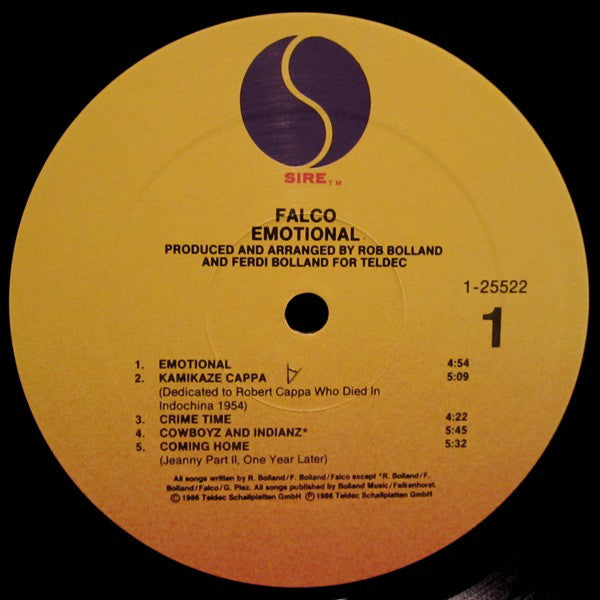 SIRE TM
FALCO
EMOTIONAL
PRODUCED AND ARRANGED BY ROB BOLLAND
AND FERDI BOLLAND FOR TELDEC
1-25522
1
1. EMOTIONAL 4:54
2. KAMIKAZE CAPPA 5:09
(Dedicated to Robert Cappa Who Died In
Indochina 1954)
3. CRIME TIME 4:22
4. COWBOYZ AND INDIANZ* 5:45
5. COMING HOME 5:32
(Jeanny Part II, One Year Later)
All songs written by R. Bolland/F. Bolland/Falco except *R. Bolland/F.
Bolland/Falco/G. Plez. All songs published by Bolland Music/Falkenhorst.
© 1986 Teldec Schallplatten GmbH ℗ 1986 Teldec Schallplatten GmbH